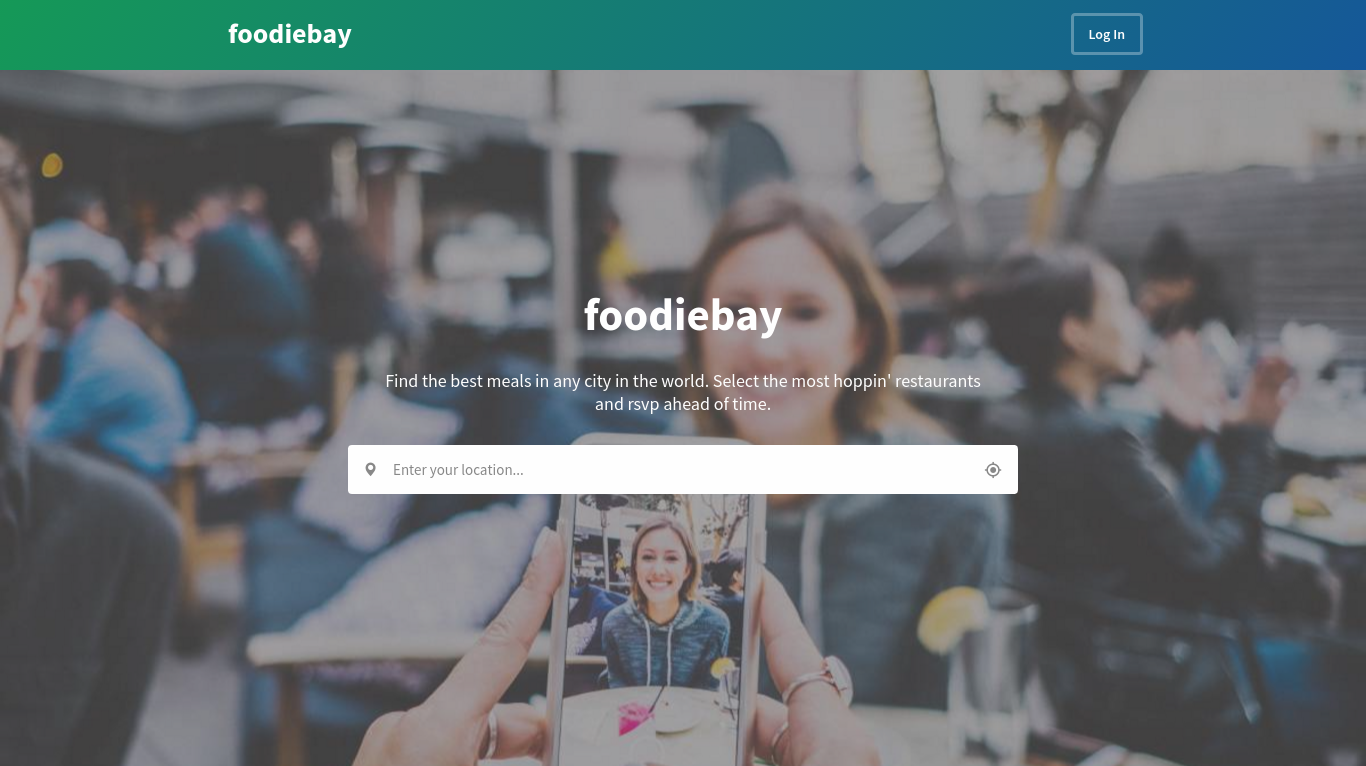 foodiebay
Log In
foodiebay
Find the best meals in any city in the world. Select the most hoppin' restaurants
and rsvp ahead of time.
Enter your location...